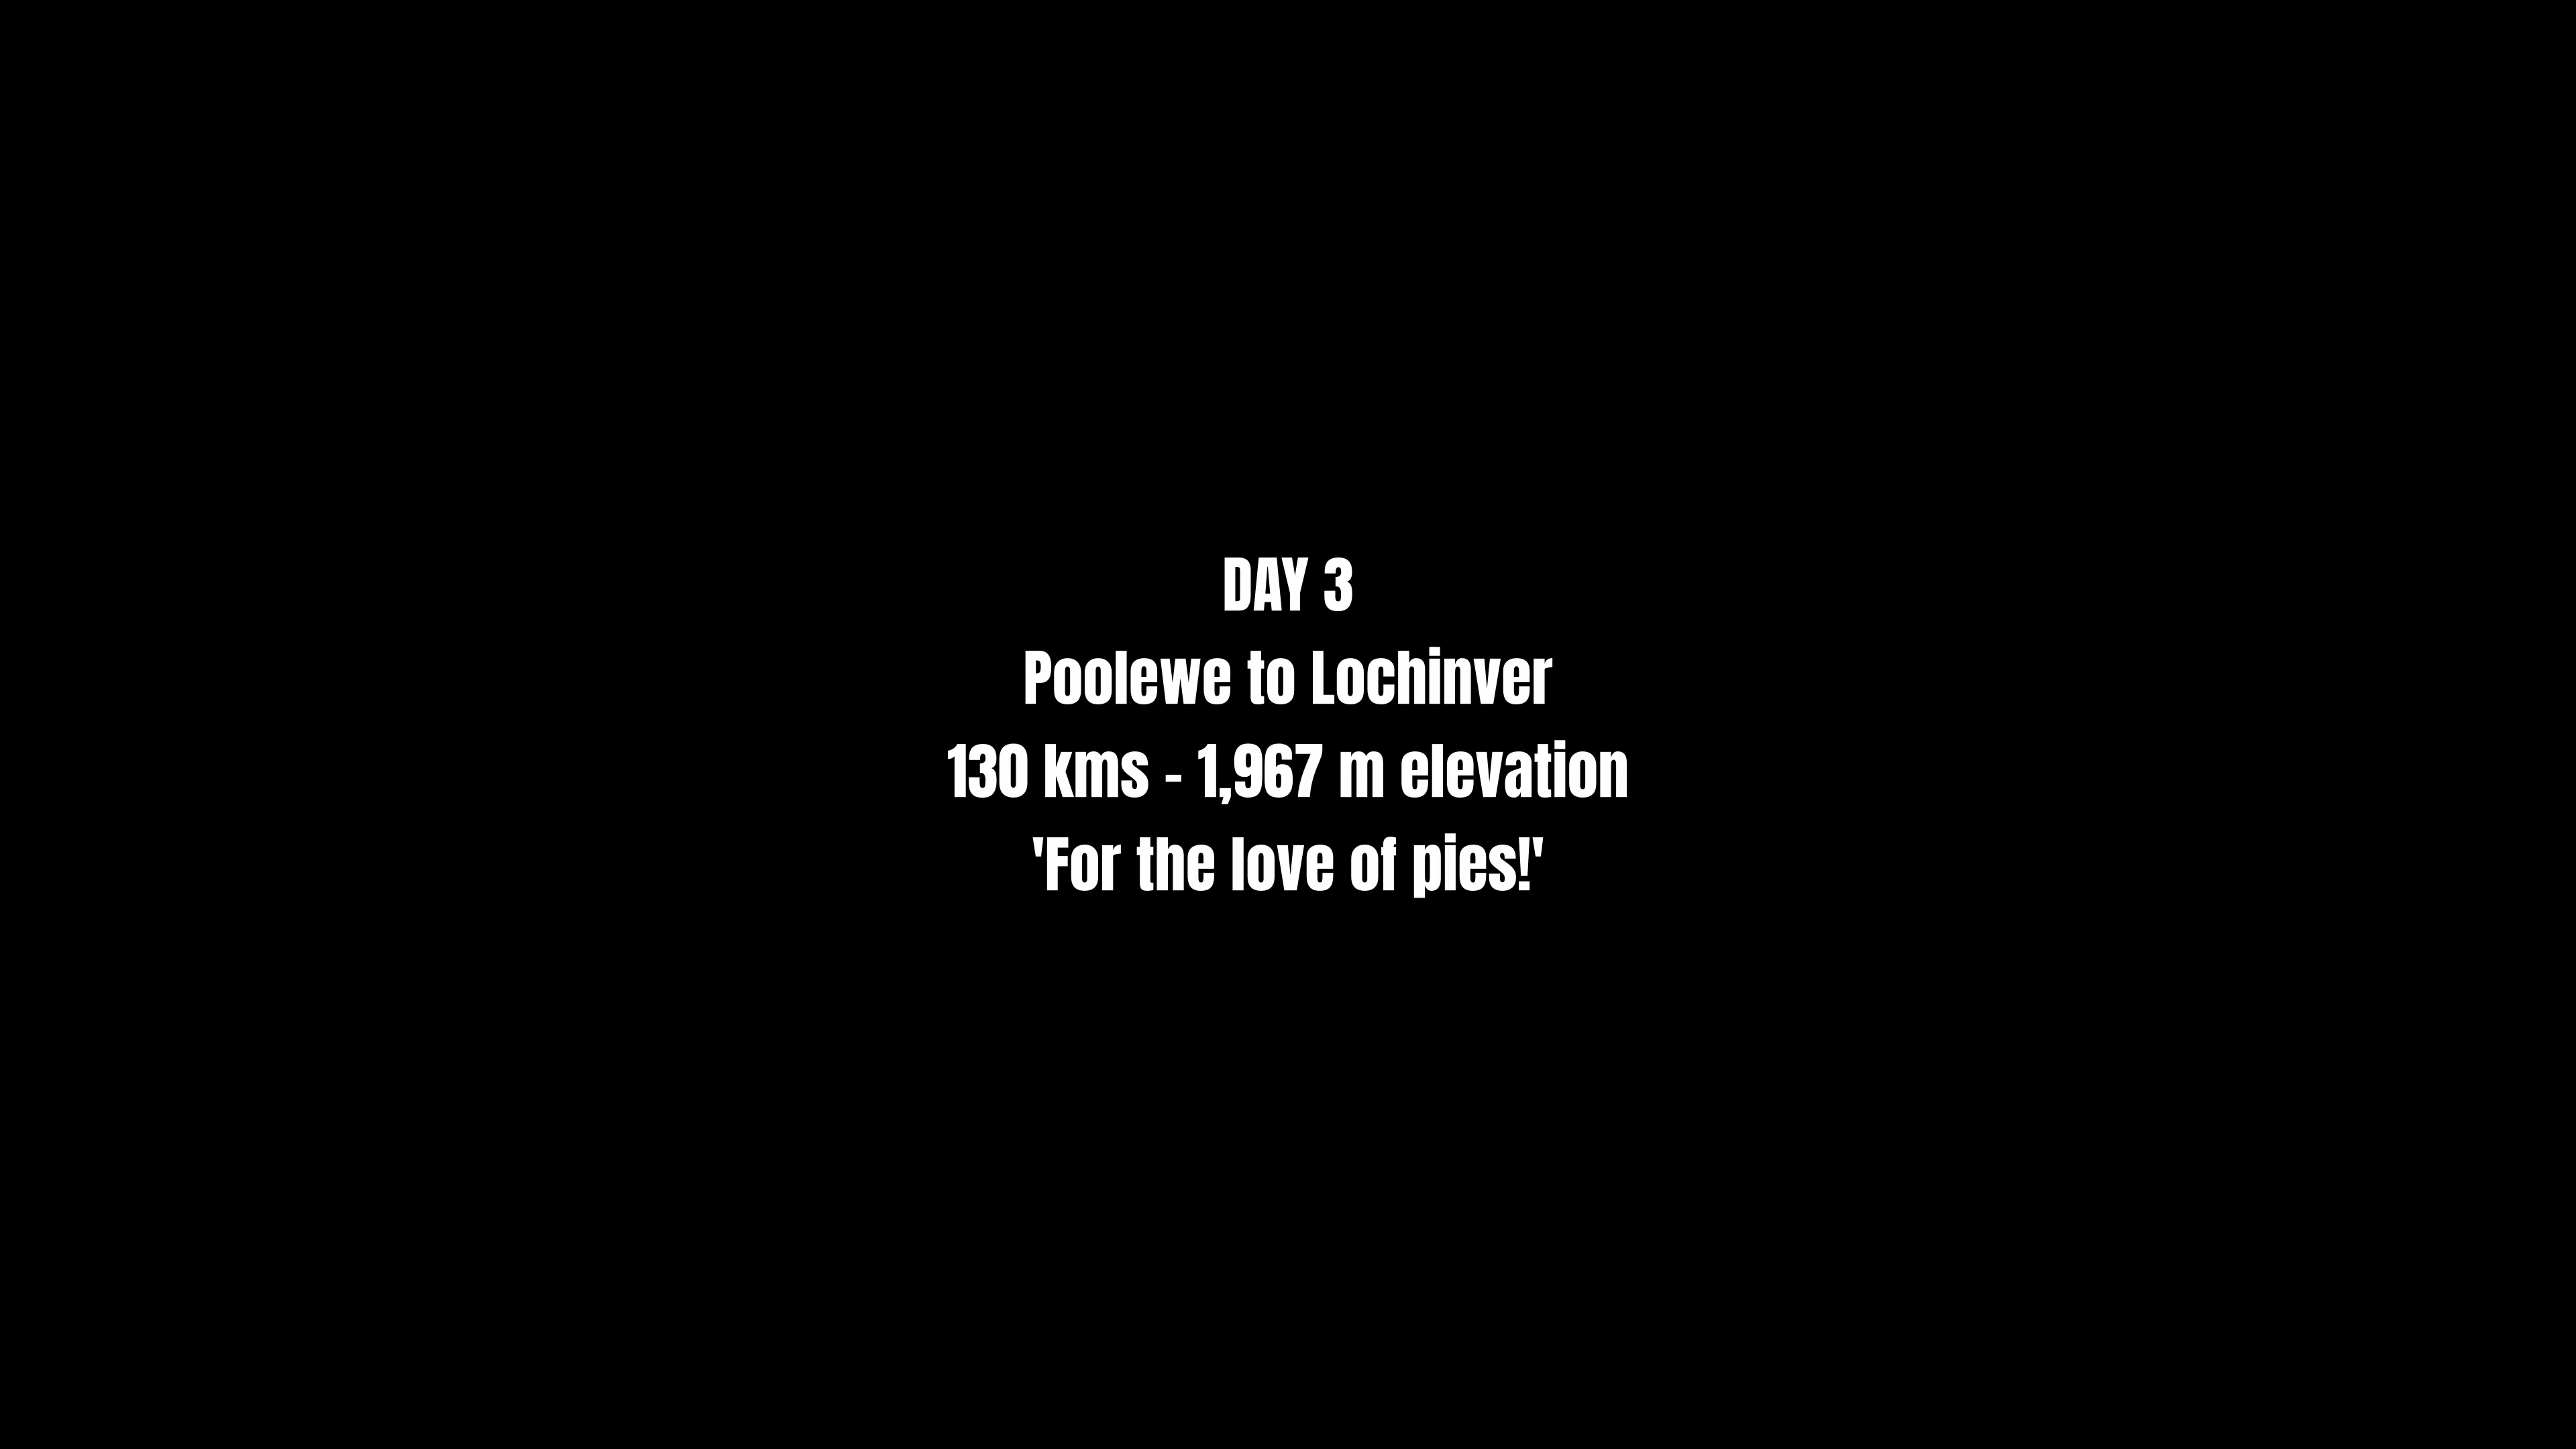 DAY 3
Poolewe to Lochinver
130 kms - 1,967 m elevation
'For the love of pies!'